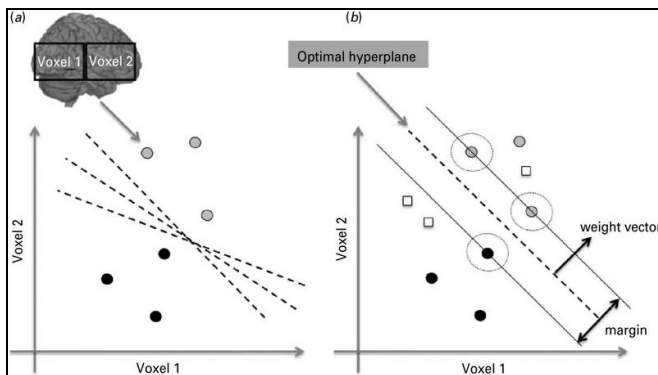 (a)
Voxel 1 Voxel 2
Voxel 2
Voxel 1
(b)
Optimal hyperplane
weight vector
margin
Voxel 2
Voxel 1